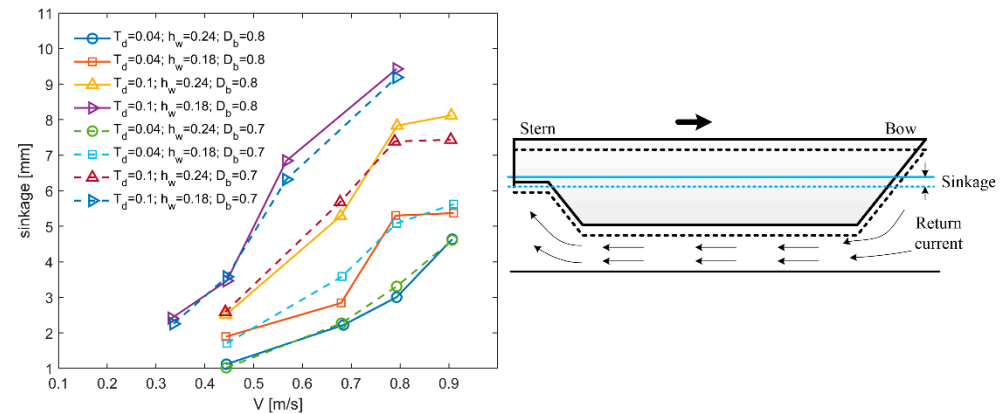 11
10
9
8
7
6
5
4
3
2
1
sinkage [mm]
T_d=0.04; h_w=0.24; D_b=0.8
T_d=0.04; h_w=0.18; D_b=0.8
T_d=0.1; h_w=0.24; D_b=0.8
T_d=0.1; h_w=0.18; D_b=0.8
T_d=0.04; h_w=0.24; D_b=0.7
T_d=0.04; h_w=0.18; D_b=0.7
T_d=0.1; h_w=0.24; D_b=0.7
T_d=0.1; h_w=0.18; D_b=0.7
0.1 0.2 0.3 0.4 0.5 0.6 0.7 0.8 0.9
V [m/s]
Stern Bow
Sinkage
Return
current